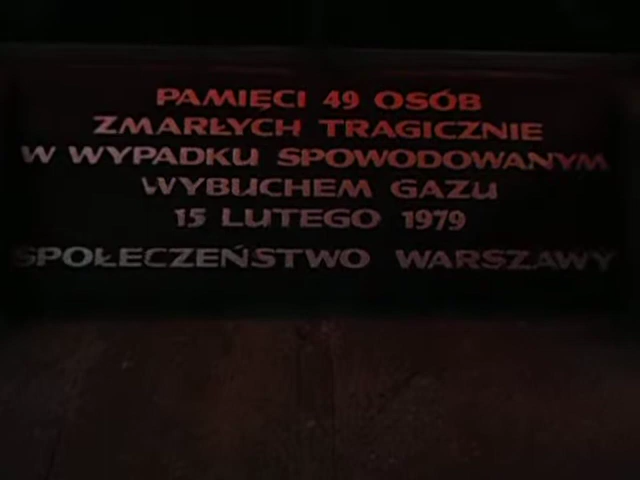 PAMIĘCI 49 OSÓB
ZMARŁYCH TRAGICZNIE
W WYPADKU SPOWODOWANYM
WYBUCHEM GAZU
15 LUTEGO 1979
SPOŁECZEŃSTWO WARSZAWY